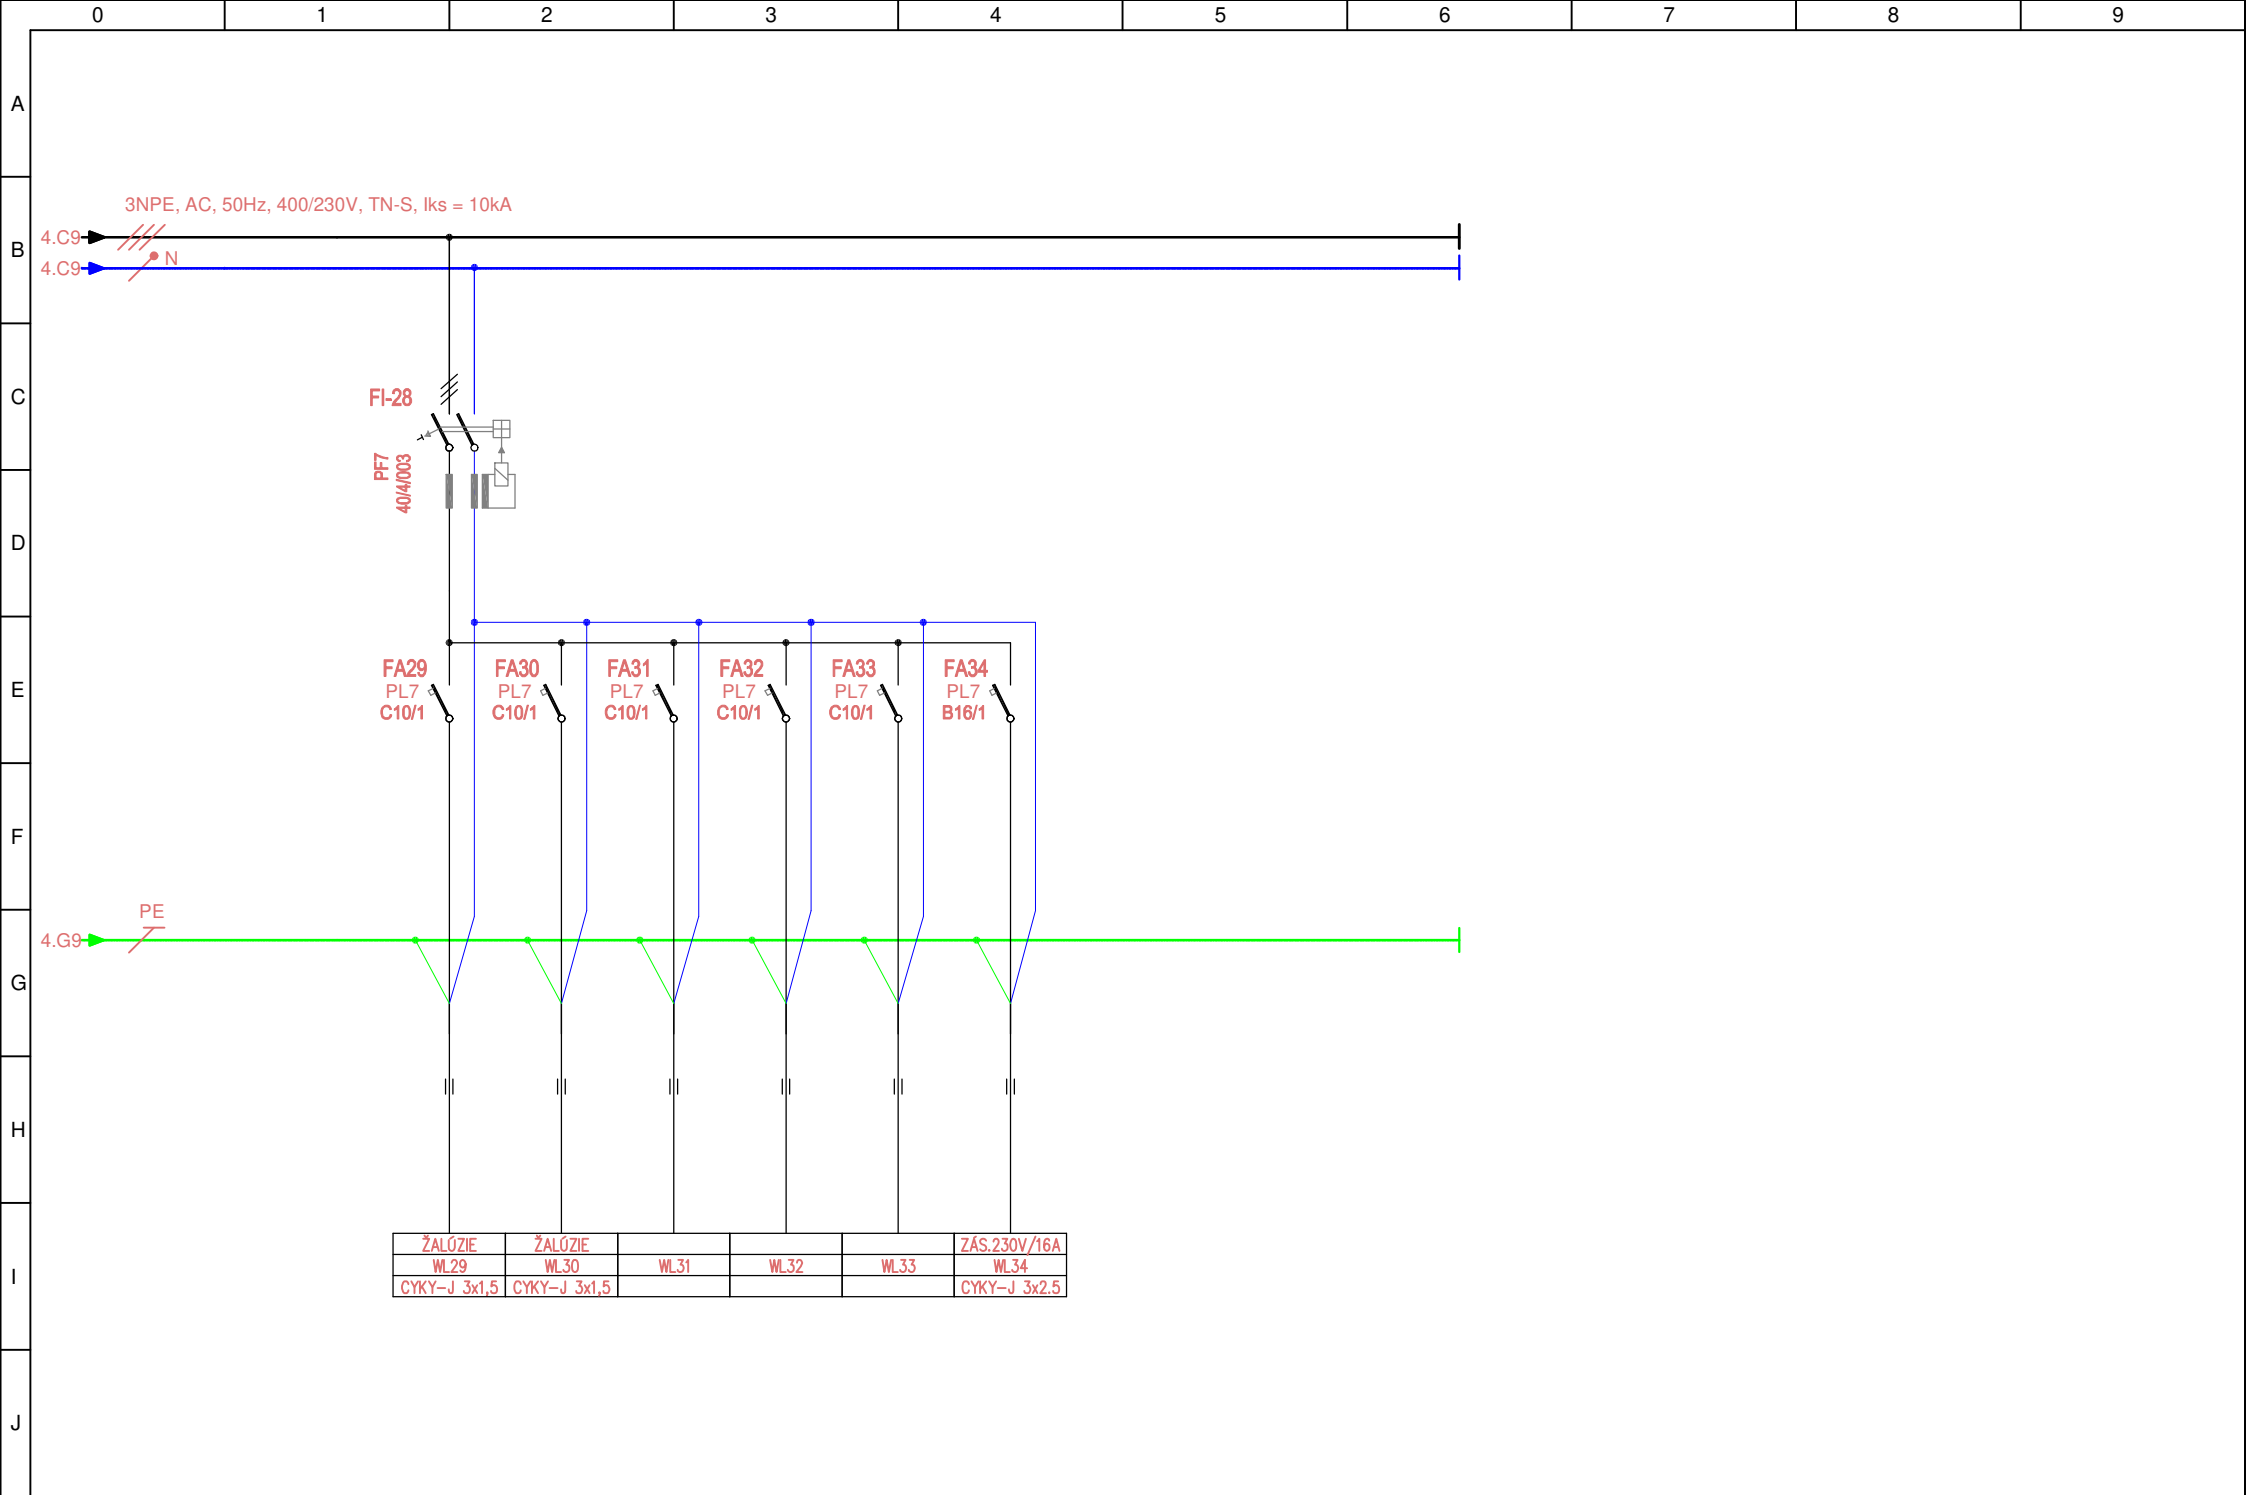 0 1 2 3 4 5 6 7 8 9
A
3NPE, AC, 50Hz, 400/230V, TN-S, Iks = 10kA
4.C9
B
N
4.C9
C
FI-28
PF7
40/4/003
D
FA29 FA30 FA31 FA32 FA33 FA34
E
PL7 PL7 PL7 PL7 PL7 PL7
C10/1 C10/1 C10/1 C10/1 C10/1 B16/1
F
PE
4.G9
G
H
ŽALÚZIE ŽALÚZIE ZÁS.230V/16A
WL29 WL30 WL31 WL32 WL33 WL34
I
CYKY-J 3x1,5 CYKY-J 3x1,5 CYKY-J 3x2.5
J